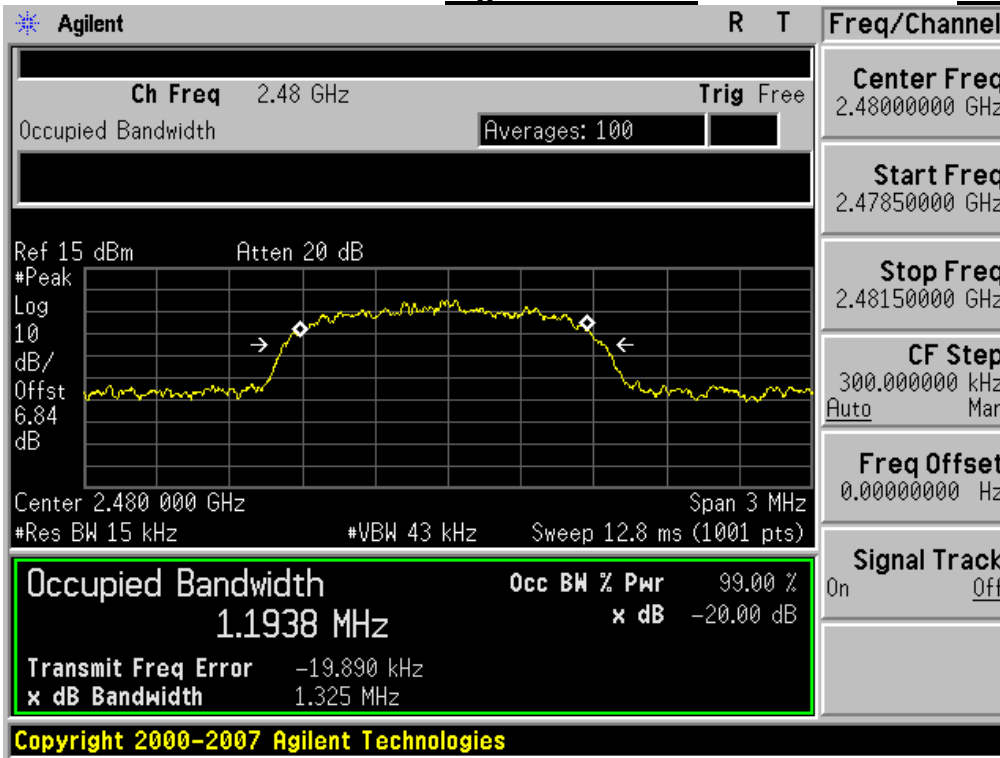 Agilent R T Freq/Channel
Ch Freq 2.48 GHz Trig Free
Occupied Bandwidth Averages: 100
Center Freq
2.48000000 GHz
Start Freq
2.47850000 GHz
Stop Freq
2.48150000 GHz
CF Step
300.000000 kHz
Auto Man
Freq Offset
0.00000000 Hz
Signal Track
On Off
Ref 15 dBm Atten 20 dB
#Peak
Log
10
dB/
Offst
6.84
dB
Center 2.480 000 GHz Span 3 MHz
#Res BW 15 kHz #VBW 43 kHz Sweep 12.8 ms (1001 pts)
Occupied Bandwidth Occ BW % Pwr 99.00 %
1.1938 MHz x dB -20.00 dB
Transmit Freq Error -19.890 kHz
x dB Bandwidth 1.325 MHz
Copyright 2000-2007 Agilent Technologies